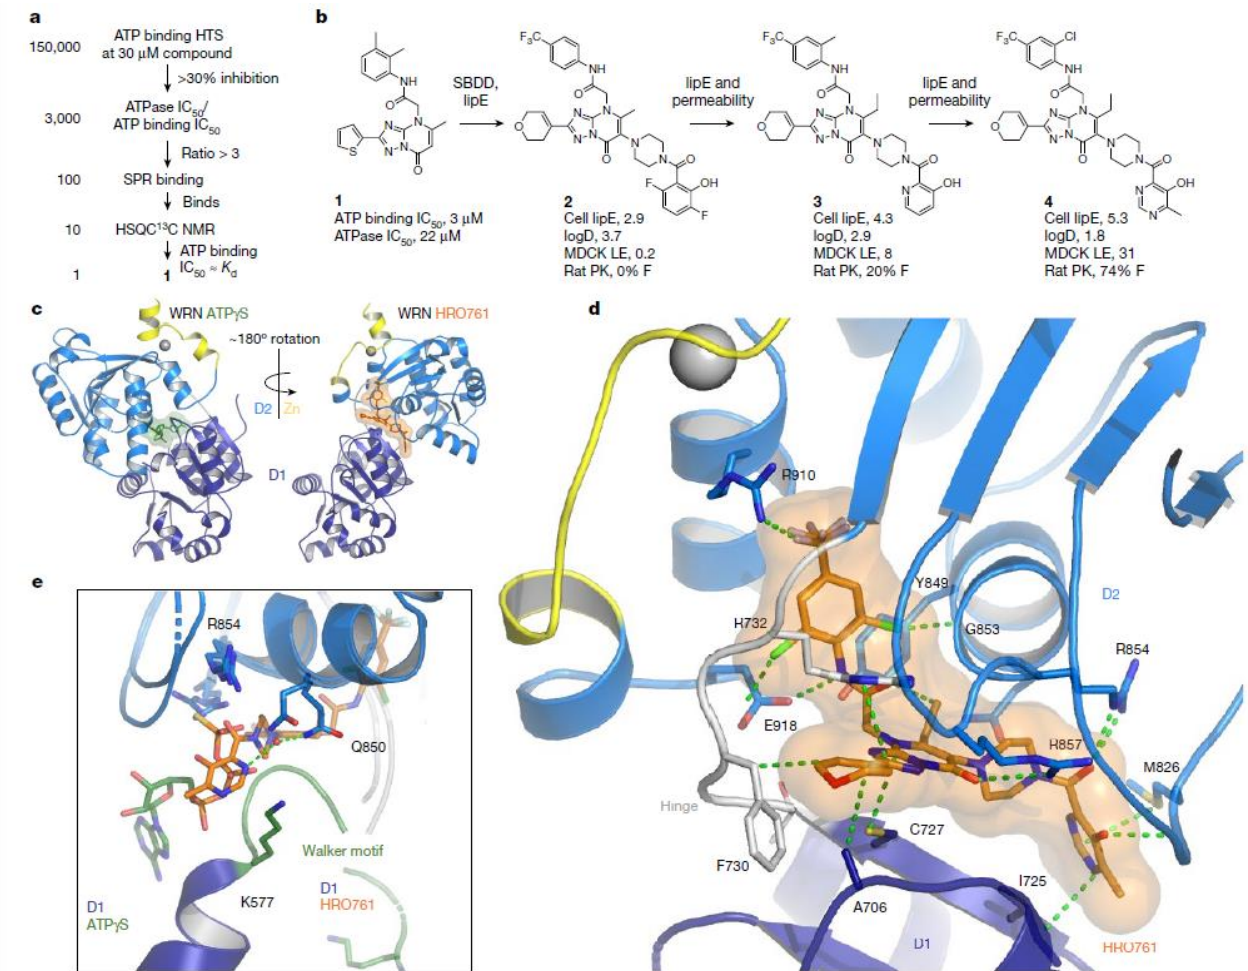 a
150,000
ATP binding HTS
at 30 μM compound
>30% inhibition
3,000
ATPase IC50/
ATP binding IC50
Ratio > 3
100
SPR binding
Binds
10
HSQC13C NMR
ATP binding
IC50 ≈ Kd
1
1
b
NH
O
N
N
N
N
S
O
1
ATP binding IC50, 3 μM
ATPase IC50, 22 μM
SBDD,
lipE
F3C
NH
O
O
N
N
N
N
N
O
N
O
F
OH
F
2
Cell lipE, 2.9
logD, 3.7
MDCK LE, 0.2
Rat PK, 0% F
lipE and
permeability
F3C
NH
O
O
N
N
N
N
N
O
N
O
N
OH
3
Cell lipE, 4.3
logD, 2.9
MDCK LE, 8
Rat PK, 20% F
lipE and
permeability
F3C
Cl
NH
O
O
N
N
N
N
N
O
N
O
N
OH
N
4
Cell lipE, 5.3
logD, 1.8
MDCK LE, 31
Rat PK, 74% F
c
WRN ATPγS
WRN HRO761
~180º rotation
D2
Zn
D1
d
R910
Y849
D2
H732
G853
R854
E918
R857
M826
Hinge
C727
F730
I725
A706
D1
HRO761
e
R854
Q850
Walker motif
K577
D1
ATPγS
D1
HRO761